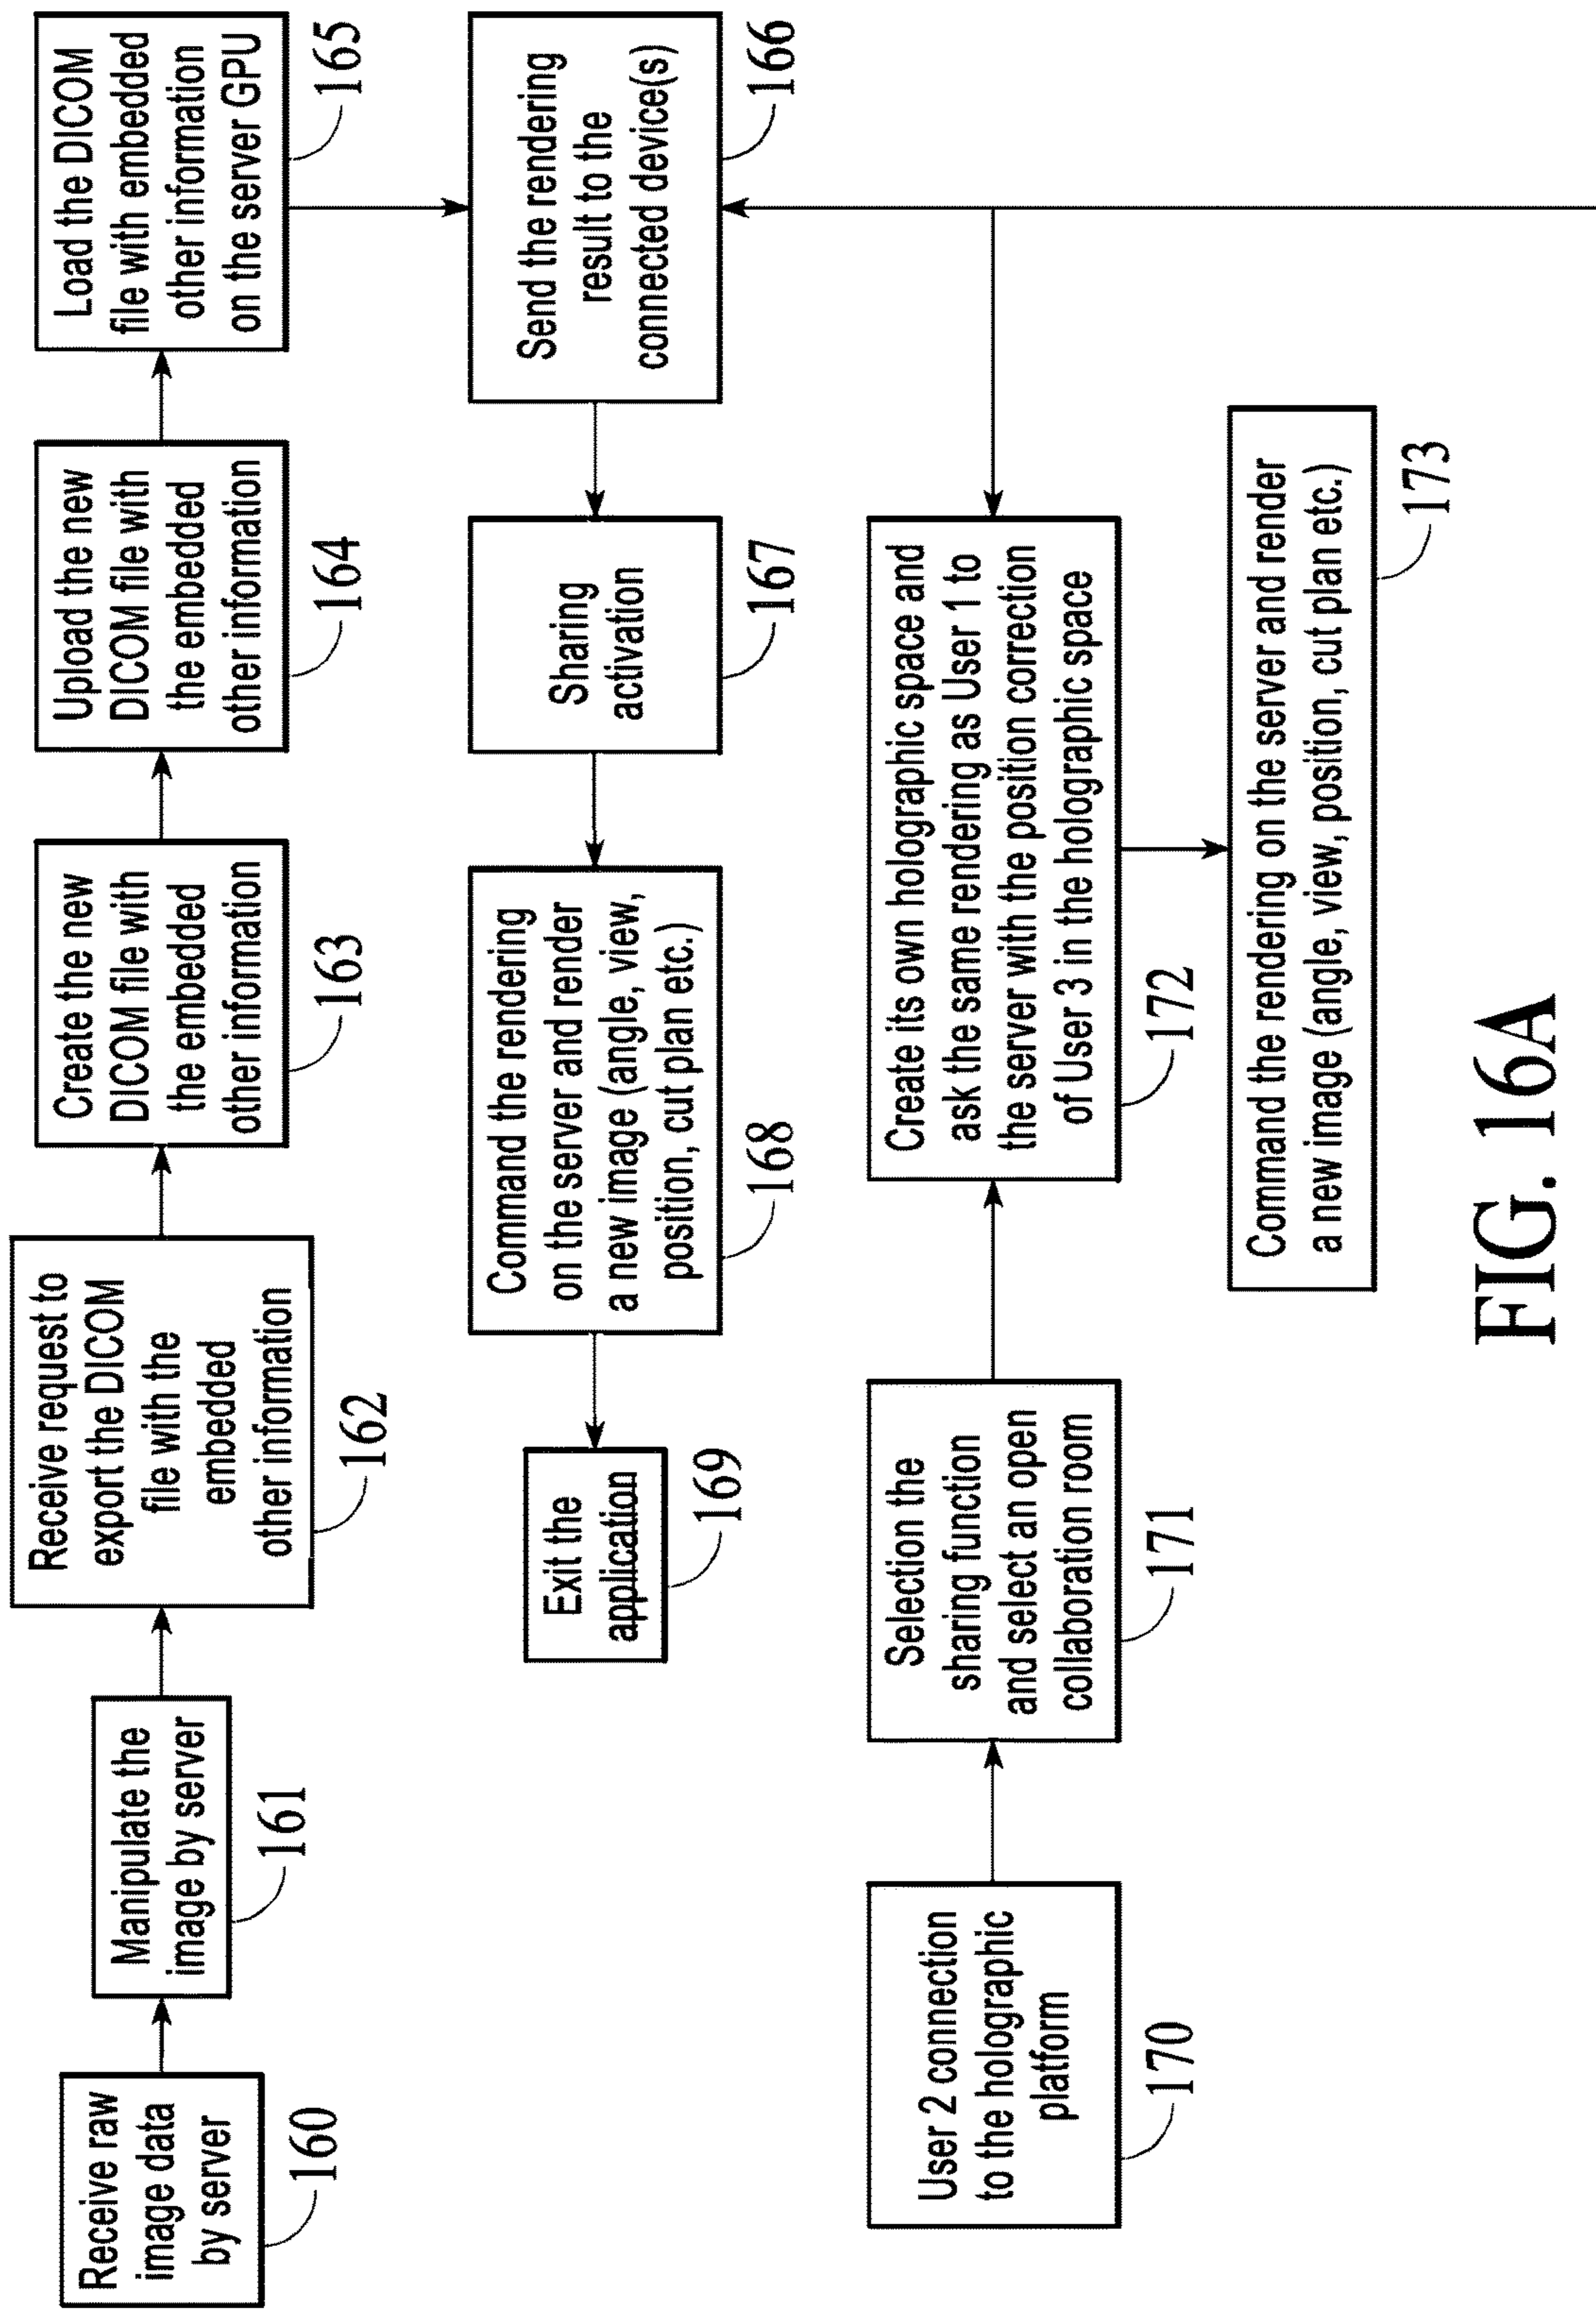 Receive raw
image data
by server
160
Manipulate the
image by server
161
Receive request to
export the DICOM
file with the
embedded
other information
162
Create the new
DICOM file with
the embedded
other information
163
Upload the new
DICOM file with
the embedded
other information
164
Load the DICOM
file with embedded
other information
on the server GPU
165
Send the rendering
result to the
connected device(s)
166
Sharing
activation
167
Command the rendering
on the server and render
a new image (angle, view,
position, cut plan etc.)
168
Exit the
application
169
User 2 connection
to the holographic
platform
170
Selection the
sharing function
and select an open
collaboration room
171
Create its own holographic space and
ask the same rendering as User 1 to
the server with the position correction
of User 3 in the holographic space
172
Command the rendering on the server and render
a new image (angle, view, position, cut plan etc.)
173
FIG. 16A